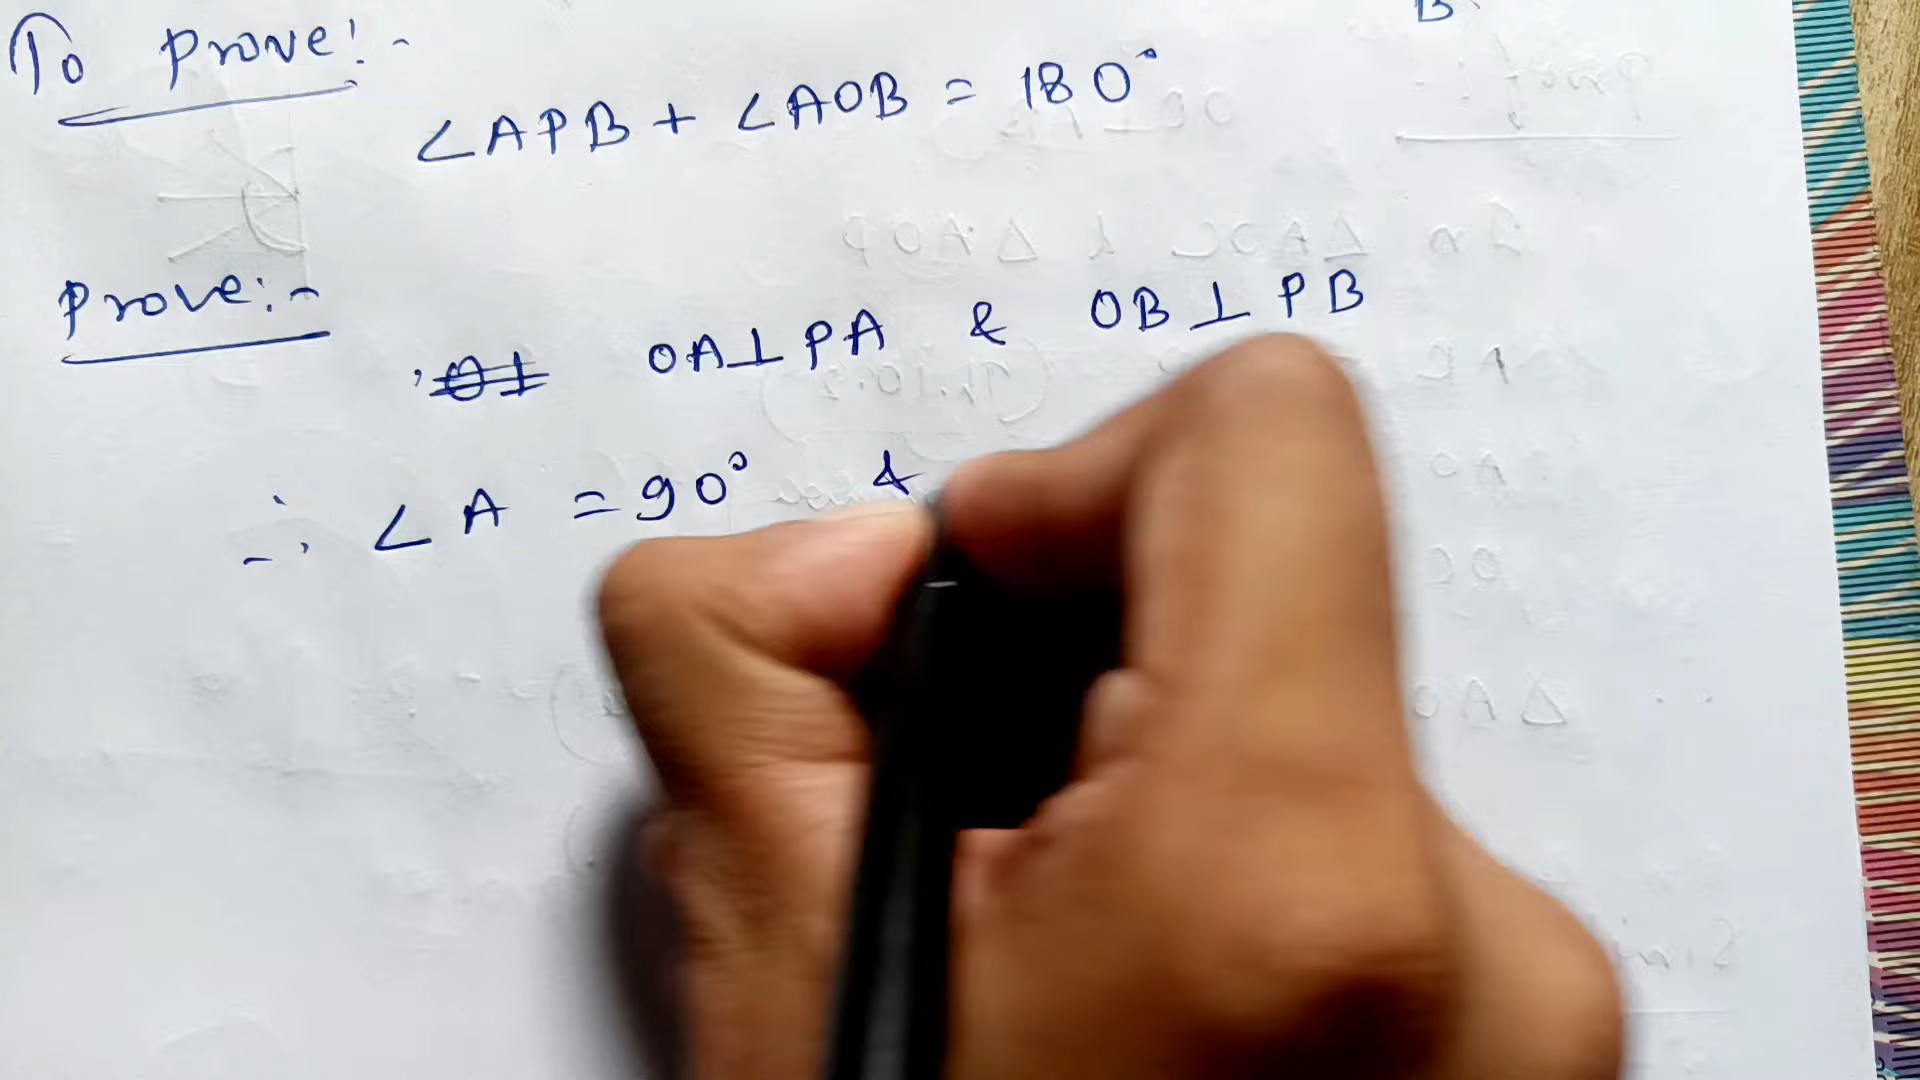 To Prove:-
∠APB + ∠AOB = 180°
Prove:-
OA⊥PA & OB⊥PB
∴ ∠A = 90° &
B